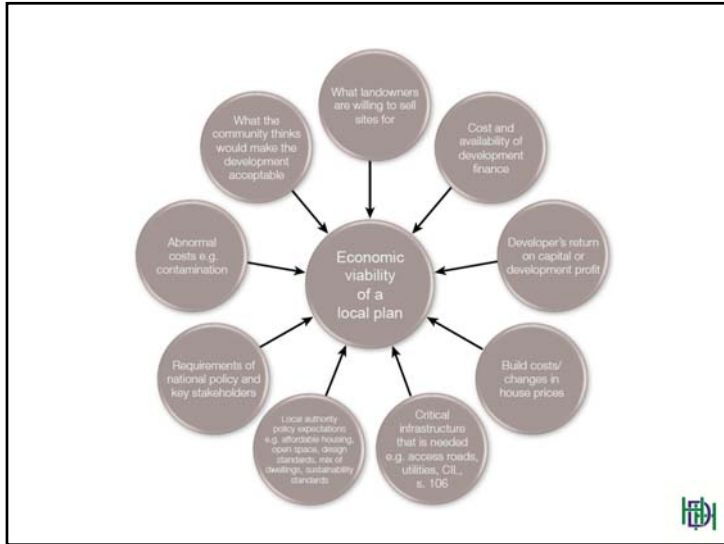 What landowners
are willing to sell
sites for
Cost and
availability of
development
finance
Developer's return
on capital or
development profit
Build costs/
changes in
house prices
Critical
infrastructure
that is needed
e.g. access roads,
utilities, CIL,
s. 106
Local authority
policy expectations
e.g. affordable housing,
open space, design
standards, mix of
dwellings, sustainability
standards
Requirements of
national policy and
key stakeholders
Abnormal
costs e.g.
contamination
What the
community thinks
would make the
development
acceptable
Economic
viability
of a
local plan
HDH